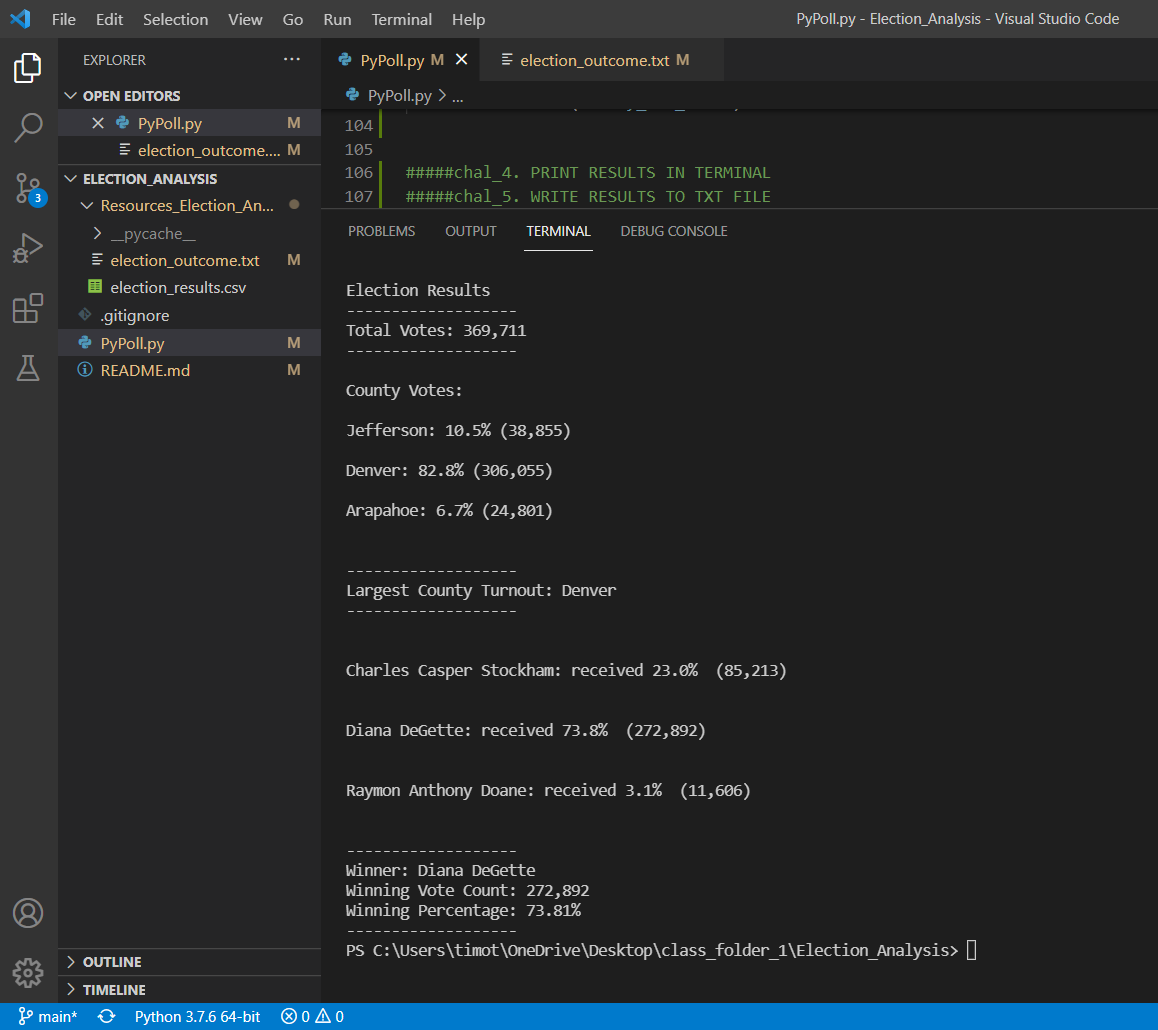 File Edit Selection View Go Run Terminal Help PyPoll.py - Election_Analysis - Visual Studio Code
EXPLORER ...
OPEN EDITORS
PyPoll.py M
election_outcome.... M
ELECTION_ANALYSIS
Resources_Election_An...
__pycache__
election_outcome.txt M
election_results.csv
.gitignore
PyPoll.py M
README.md M
OUTLINE
TIMELINE
3
PyPoll.py M election_outcome.txt M
PyPoll.py > ...
104
105
106 #####chal_4. PRINT RESULTS IN TERMINAL
107 #####chal_5. WRITE RESULTS TO TXT FILE
PROBLEMS OUTPUT TERMINAL DEBUG CONSOLE
Election Results
-------------------
Total Votes: 369,711
-------------------
County Votes:
Jefferson: 10.5% (38,855)
Denver: 82.8% (306,055)
Arapahoe: 6.7% (24,801)
-------------------
Largest County Turnout: Denver
-------------------
Charles Casper Stockham: received 23.0%  (85,213)
Diana DeGette: received 73.8%  (272,892)
Raymon Anthony Doane: received 3.1%  (11,606)
-------------------
Winner: Diana DeGette
Winning Vote Count: 272,892
Winning Percentage: 73.81%
-------------------
PS C:\Users\timot\OneDrive\Desktop\class_folder_1\Election_Analysis>
main* Python 3.7.6 64-bit 0 0